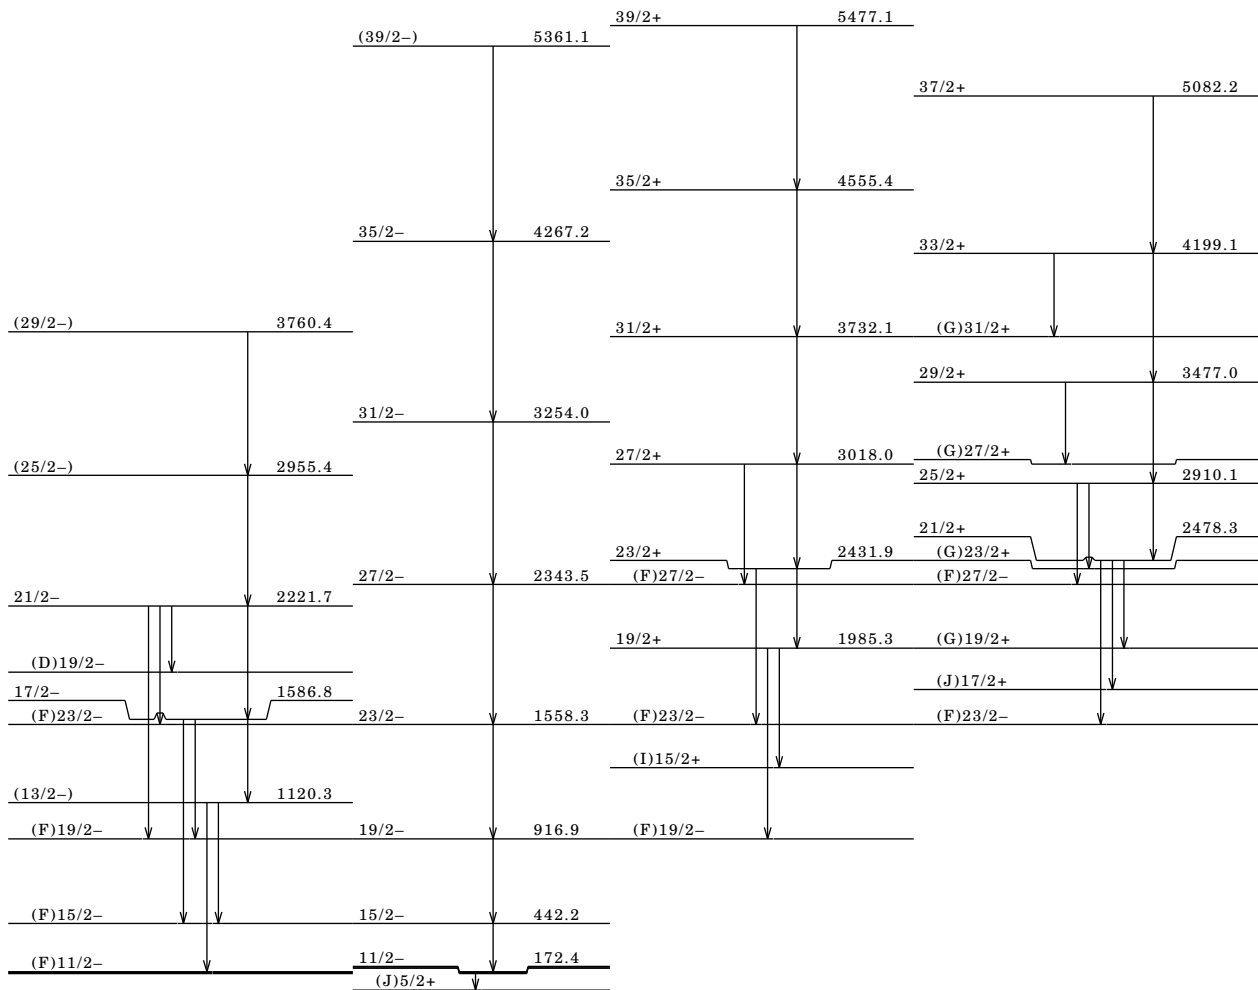 39/2+ 5477.1
(39/2−) 5361.1
37/2+ 5082.2
35/2+ 4555.4
35/2− 4267.2
33/2+ 4199.1
(29/2−) 3760.4
31/2+ 3732.1
(G)31/2+
29/2+ 3477.0
31/2− 3254.0
27/2+ 3018.0
(G)27/2+
(25/2−) 2955.4
25/2+ 2910.1
21/2+ 2478.3
23/2+ 2431.9
(G)23/2+
27/2− 2343.5
(F)27/2−
(F)27/2−
21/2− 2221.7
19/2+ 1985.3
(G)19/2+
(D)19/2−
(J)17/2+
17/2− 1586.8
(F)23/2−
23/2− 1558.3
(F)23/2−
(F)23/2−
(I)15/2+
(13/2−) 1120.3
(F)19/2−
19/2− 916.9
(F)19/2−
(F)15/2−
15/2− 442.2
(F)11/2−
11/2− 172.4
(J)5/2+